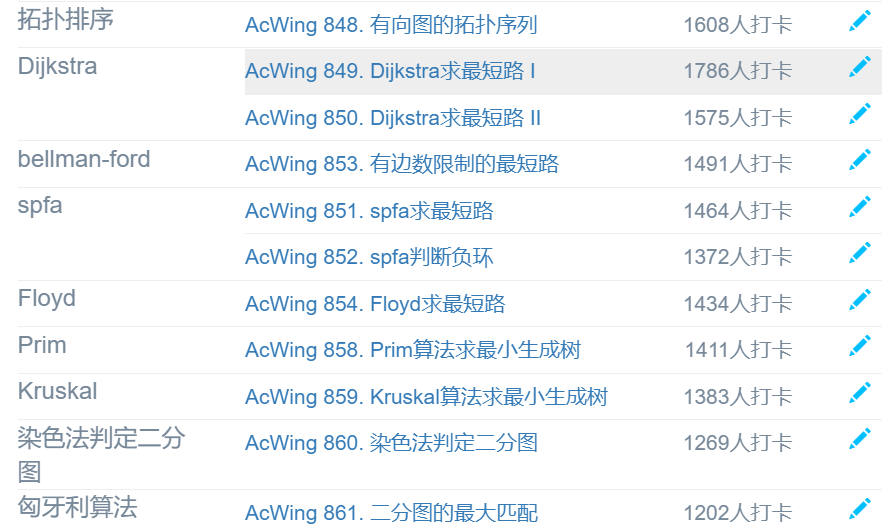 拓扑排序
AcWing 848. 有向图的拓扑序列 1608人打卡
Dijkstra
AcWing 849. Dijkstra求最短路 I 1786人打卡
AcWing 850. Dijkstra求最短路 II 1575人打卡
bellman-ford
AcWing 853. 有边数限制的最短路 1491人打卡
spfa
AcWing 851. spfa求最短路 1464人打卡
AcWing 852. spfa判断负环 1372人打卡
Floyd
AcWing 854. Floyd求最短路 1434人打卡
Prim
AcWing 858. Prim算法求最小生成树 1411人打卡
Kruskal
AcWing 859. Kruskal算法求最小生成树 1383人打卡
染色法判定二分
图
AcWing 860. 染色法判定二分图 1269人打卡
匈牙利算法
AcWing 861. 二分图的最大匹配 1202人打卡